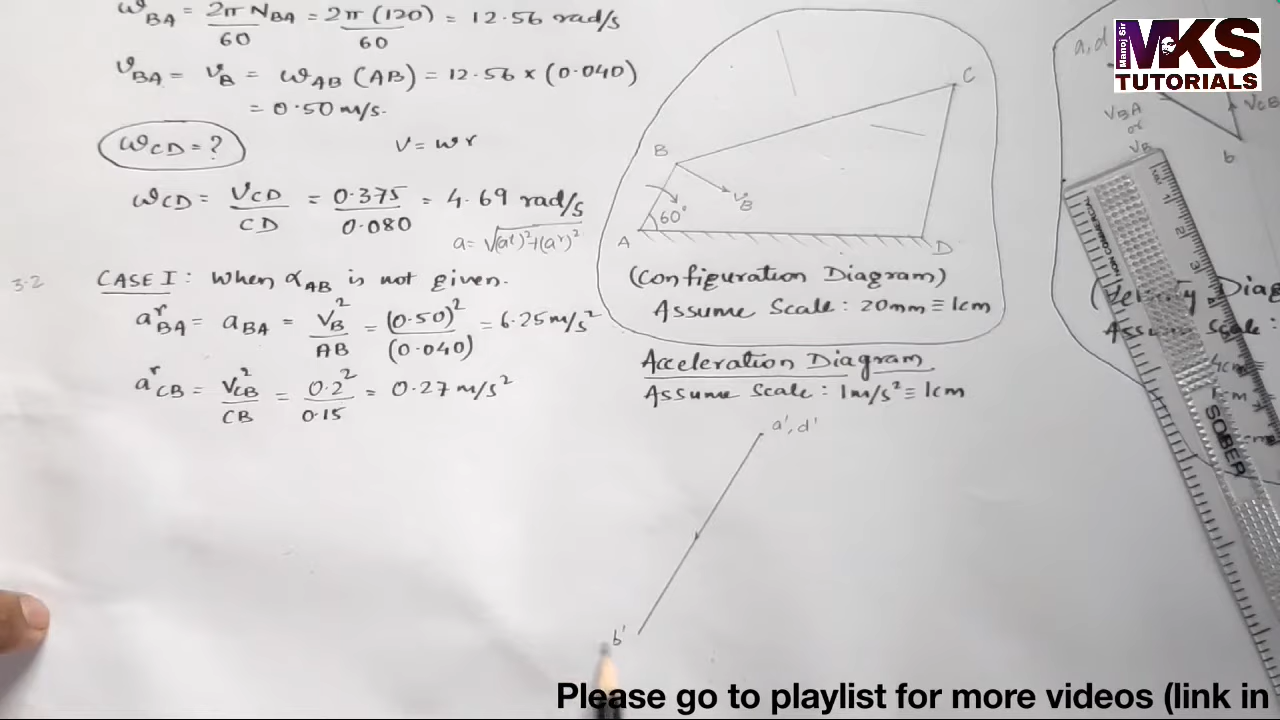 ω_BA = 2π N_BA / 60 = 2π (120) / 60 = 12.56 rad/s
v_BA = v_B = ω_AB (AB) = 12.56 × (0.040)
= 0.50 m/s.
ω_CD = ?
V = ω r
ω_CD = V_CD / CD = 0.375 / 0.080 = 4.69 rad/s
a = √(a^t)²+(a^r)²
3.2
CASE I: When α_AB is not given.
a^r_BA = a_BA = V_B² / AB = (0.50)² / (0.040) = 6.25 m/s²
a^r_CB = V_CB² / CB = 0.2² / 0.15 = 0.27 m/s²
C
B
v_B
60°
A
D
(Configuration Diagram)
Assume Scale: 20mm ≡ 1cm
Acceleration Diagram
Assume Scale: 1m/s² ≡ 1cm
a', d'
b'
a, d
V_BA
or
V_B
V_CB
b
SOBER
NON COMMERCIAL
Manoj Sir
MKS
TUTORIALS
Please go to playlist for more videos (link in